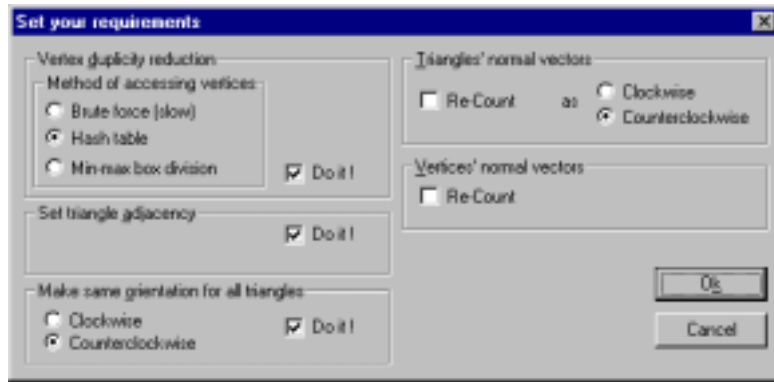 Set your requirements
Vertex duplicity reduction
Method of accessing vertices
Brute force (slow)
Hash table
Min-max box division
Do it !
Set triangle adjacency
Do it !
Make same orientation for all triangles
Clockwise
Counterclockwise
Do it !
Triangles' normal vectors
Re-Count as
Clockwise
Counterclockwise
Vertices' normal vectors
Re-Count
Ok
Cancel